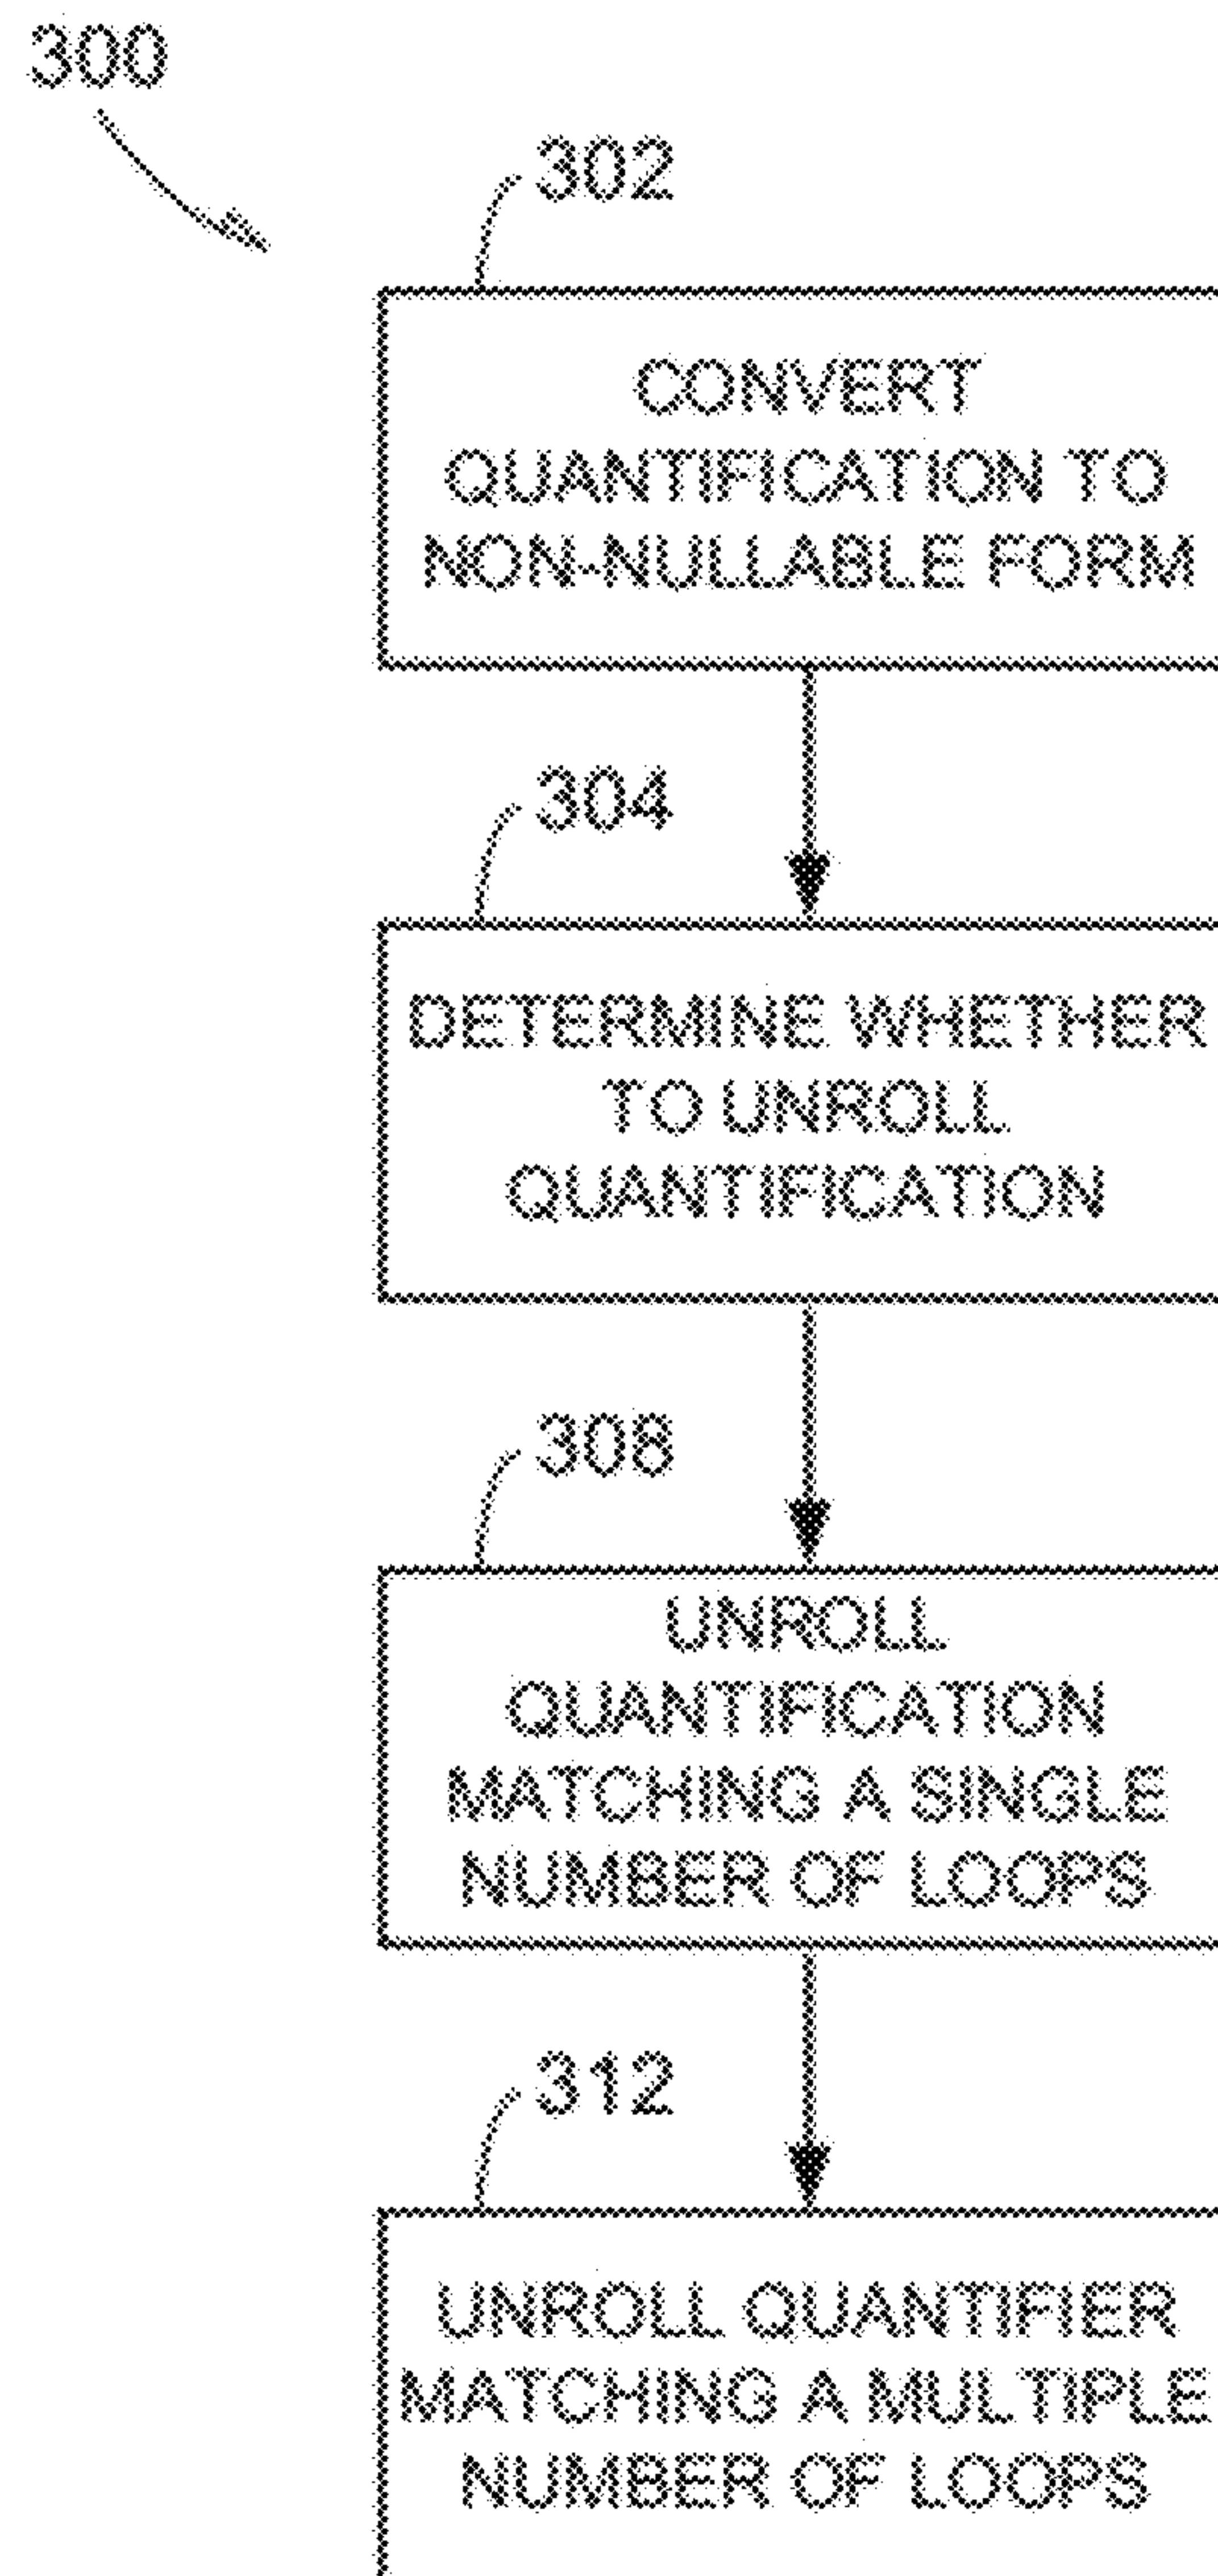 300
302
CONVERT
QUANTIFICATION TO
NON-NULLABLE FORM
304
DETERMINE WHETHER
TO UNROLL
QUANTIFICATION
308
UNROLL
QUANTIFICATION
MATCHING A SINGLE
NUMBER OF LOOPS
312
UNROLL QUANTIFIER
MATCHING A MULTIPLE
NUMBER OF LOOPS